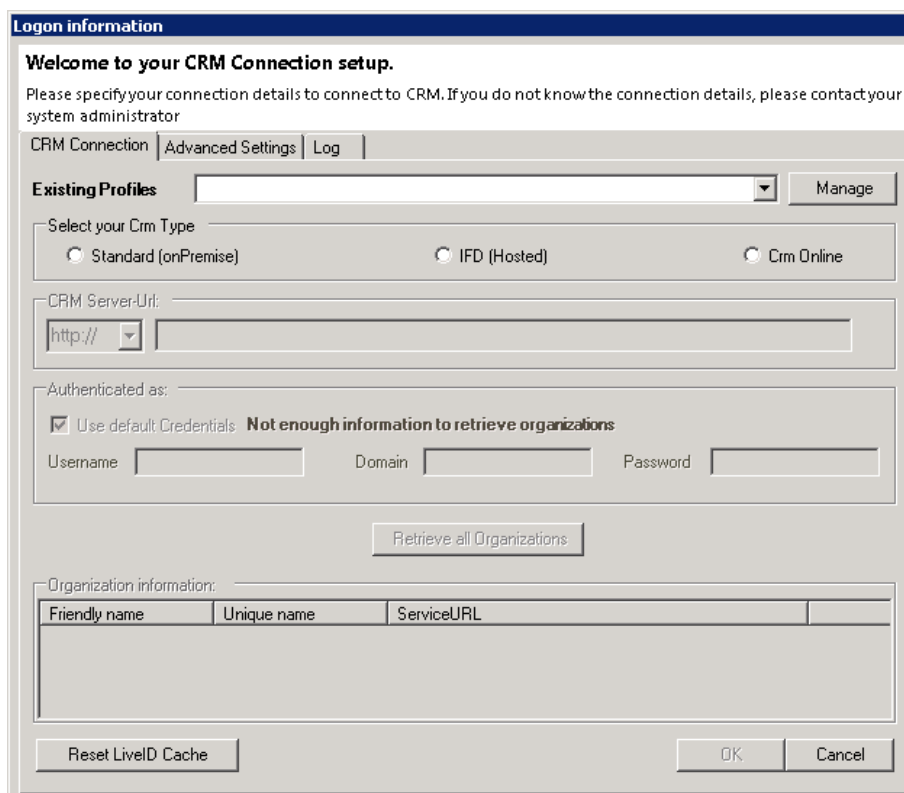 Logon information
Welcome to your CRM Connection setup.
Please specify your connection details to connect to CRM. If you do not know the connection details, please contact your
system administrator
CRM Connection Advanced Settings Log
Existing Profiles Manage
Select your Crm Type
Standard (onPremise) IFD (Hosted) Crm Online
CRM Server-Url:
http://
Authenticated as:
Use default Credentials Not enough information to retrieve organizations
Username Domain Password
Retrieve all Organizations
Organization information:
Friendly name Unique name ServiceURL
Reset LiveID Cache OK Cancel